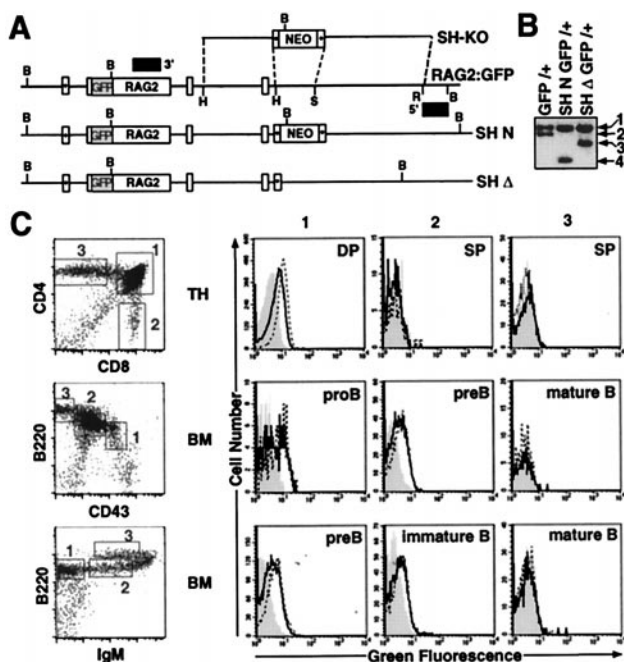 A
B
NEO
SH-KO
B
B
3'
RAG2:GFP
GFP
RAG2
H
H
S
R
B
5'
B
B
B
GFP
RAG2
NEO
SH N
B
B
B
GFP
RAG2
SH Δ
B
GFP /+
SH N GFP /+
SH Δ GFP /+
1
2
3
4
C
1
2
3
3
1
2
CD4
CD8
TH
DP
SP
SP
3
2
1
B220
CD43
BM
Cell Number
proB
preB
mature B
1
3
2
B220
IgM
BM
preB
immature B
mature B
Green Fluorescence